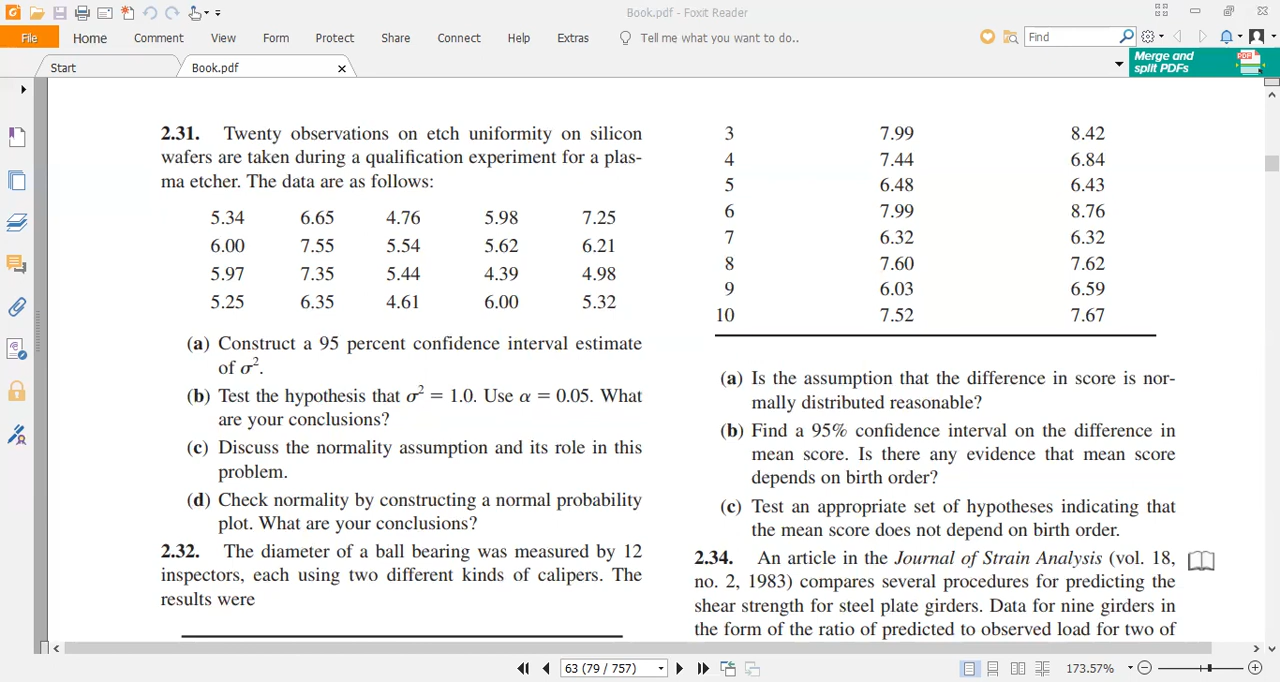 Book.pdf - Foxit Reader
File Home Comment View Form Protect Share Connect Help Extras Tell me what you want to do.. Find
Start Book.pdf
Merge and
split PDFs
2.31. Twenty observations on etch uniformity on silicon
wafers are taken during a qualification experiment for a plas-
ma etcher. The data are as follows:
5.34 6.65 4.76 5.98 7.25
6.00 7.55 5.54 5.62 6.21
5.97 7.35 5.44 4.39 4.98
5.25 6.35 4.61 6.00 5.32
(a) Construct a 95 percent confidence interval estimate
of σ².
(b) Test the hypothesis that σ² = 1.0. Use α = 0.05. What
are your conclusions?
(c) Discuss the normality assumption and its role in this
problem.
(d) Check normality by constructing a normal probability
plot. What are your conclusions?
2.32. The diameter of a ball bearing was measured by 12
inspectors, each using two different kinds of calipers. The
results were
3 7.99 8.42
4 7.44 6.84
5 6.48 6.43
6 7.99 8.76
7 6.32 6.32
8 7.60 7.62
9 6.03 6.59
10 7.52 7.67
(a) Is the assumption that the difference in score is nor-
mally distributed reasonable?
(b) Find a 95% confidence interval on the difference in
mean score. Is there any evidence that mean score
depends on birth order?
(c) Test an appropriate set of hypotheses indicating that
the mean score does not depend on birth order.
2.34. An article in the Journal of Strain Analysis (vol. 18,
no. 2, 1983) compares several procedures for predicting the
shear strength for steel plate girders. Data for nine girders in
the form of the ratio of predicted to observed load for two of
63 (79 / 757) 173.57%